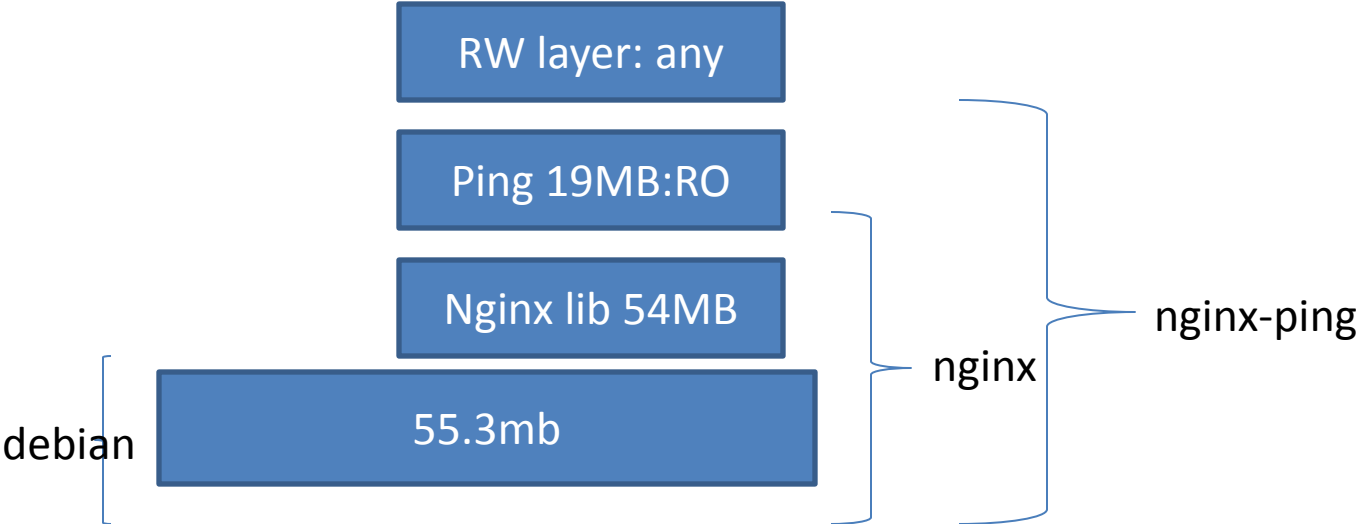 RW layer: any
Ping 19MB:RO
Nginx lib 54MB
nginx-ping
nginx
55.3mb
debian